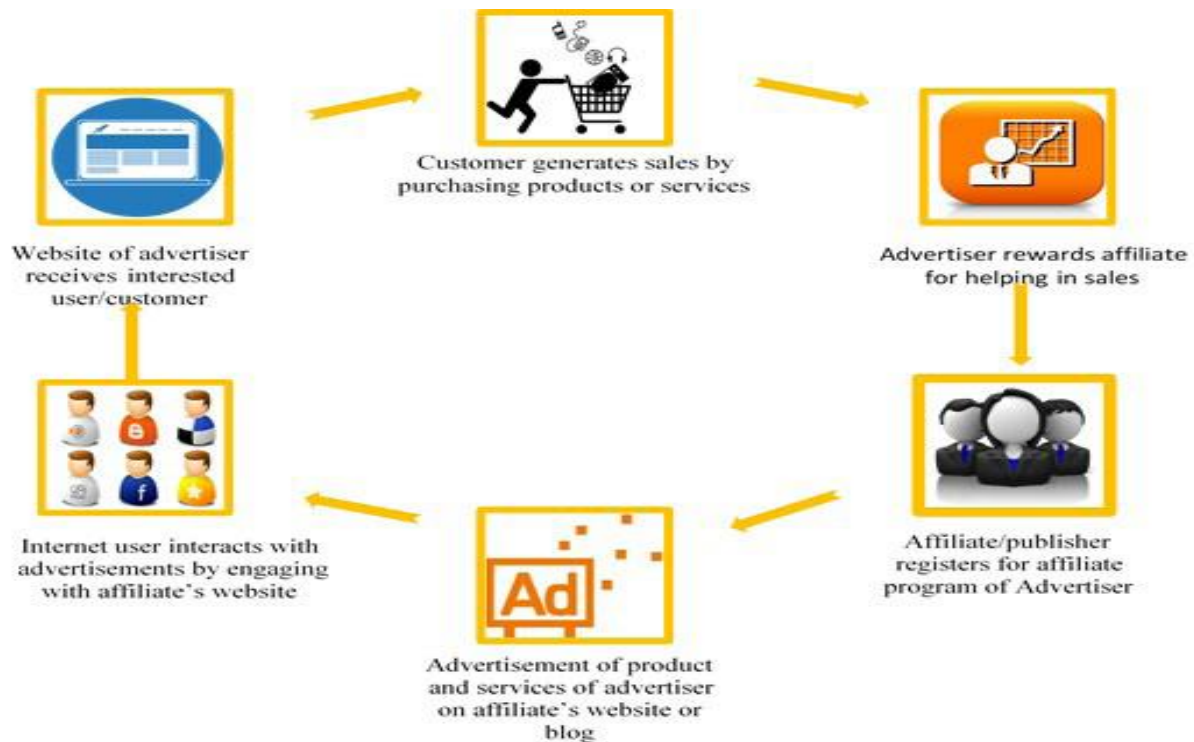 Customer generates sales by
purchasing products or services
Website of advertiser
receives interested
user/customer
Advertiser rewards affiliate
for helping in sales
Internet user interacts with
advertisements by engaging
with affiliate's website
Ad
Affiliate/publisher
registers for affiliate
program of Advertiser
Advertisement of product
and services of advertiser
on affiliate's website or
blog